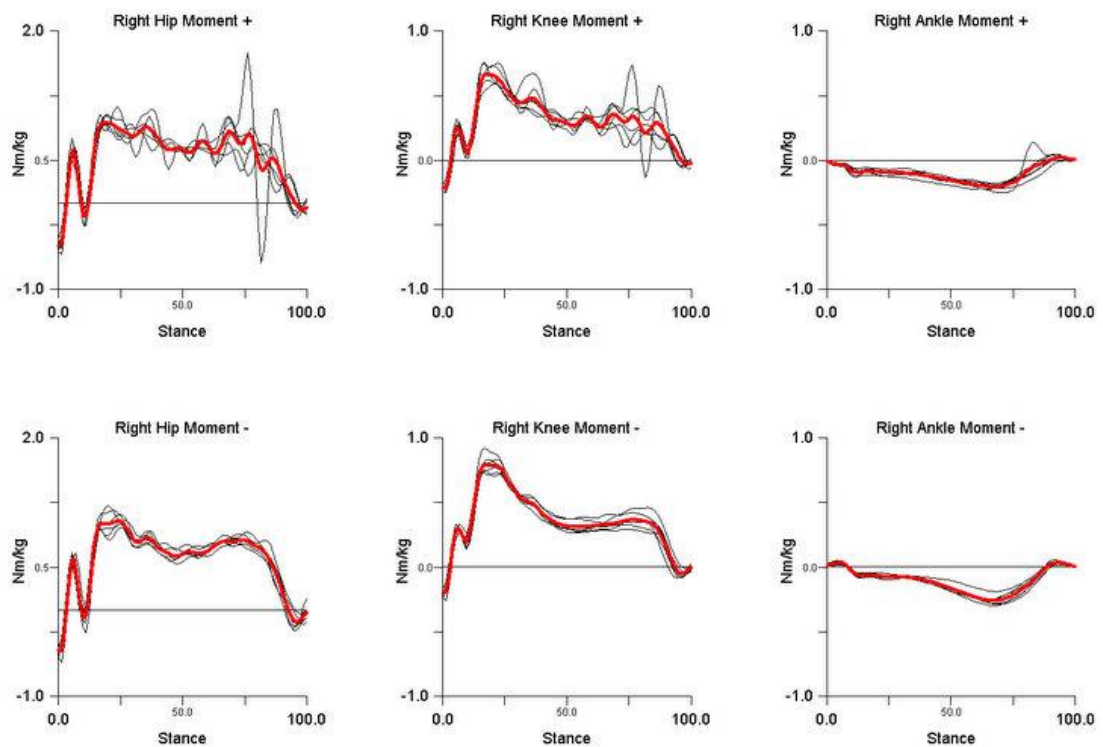 Right Hip Moment +
2.0
Nm/kg
0.5
-1.0
0.0
50.0
100.0
Stance
Right Knee Moment +
1.0
Nm/kg
0.0
-1.0
0.0
50.0
100.0
Stance
Right Ankle Moment +
1.0
Nm/kg
0.0
-1.0
0.0
50.0
100.0
Stance
Right Hip Moment -
2.0
Nm/kg
0.5
-1.0
0.0
50.0
100.0
Stance
Right Knee Moment -
1.0
Nm/kg
0.0
-1.0
0.0
50.0
100.0
Stance
Right Ankle Moment -
1.0
Nm/kg
0.0
-1.0
0.0
50.0
100.0
Stance